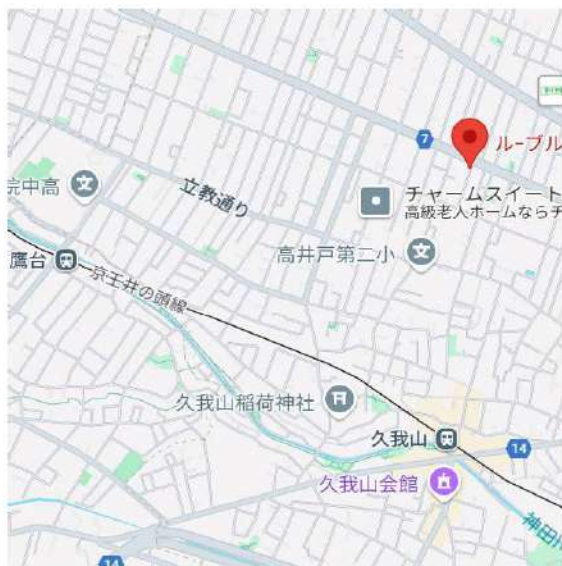 7
ルーブル
院中高
立教通り
チャームスイート
高級老人ホームならチ
高井戸第二小
鷹台
京王井の頭線
久我山稲荷神社
久我山
14
久我山会館
神田川
14